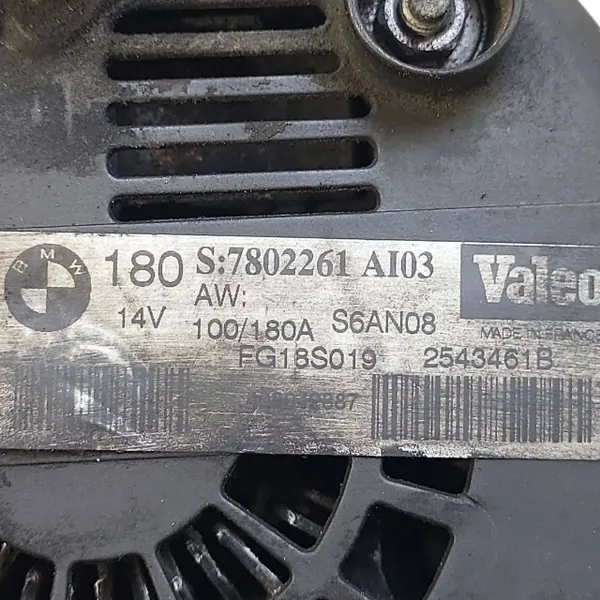 BMW 180 S:7802261 AI03 Valeo
AW:
14V 100/180A S6AN08 MADE IN FRANCE
FG18S019 2543461B